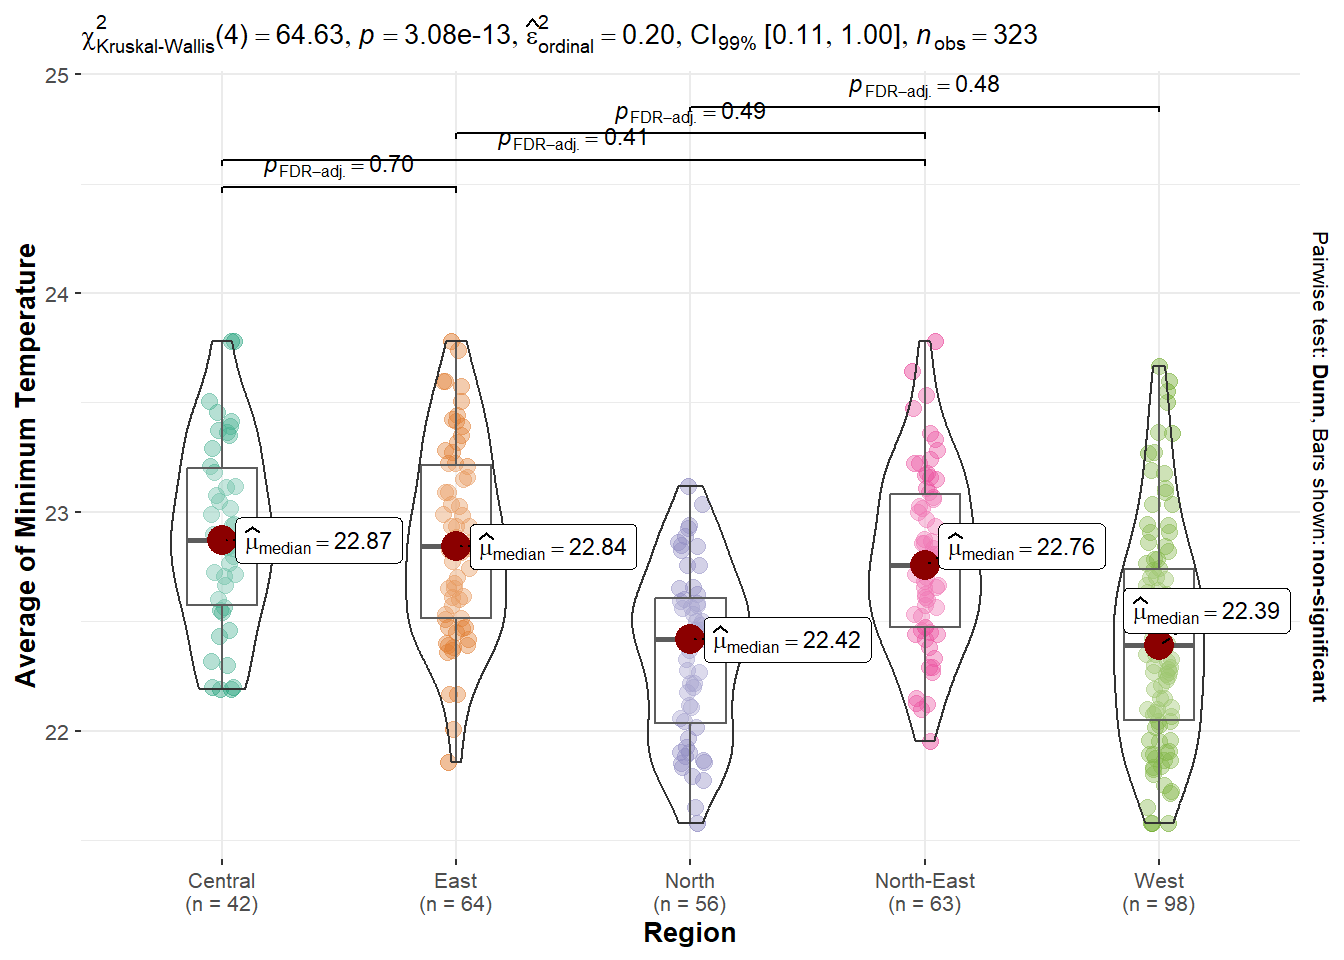 χ²Kruskal-Wallis(4) = 64.63, p = 3.08e-13, ε̂²ordinal = 0.20, CI99% [0.11, 1.00], nobs = 323
25
24
23
22
Average of Minimum Temperature
pFDR–adj. = 0.48
pFDR–adj. = 0.49
pFDR–adj. = 0.41
pFDR–adj. = 0.70
μ̂median = 22.87
μ̂median = 22.84
μ̂median = 22.42
μ̂median = 22.76
μ̂median = 22.39
Pairwise test: Dunn, Bars shown: non-significant
Central
(n = 42)
East
(n = 64)
North
(n = 56)
North-East
(n = 63)
West
(n = 98)
Region